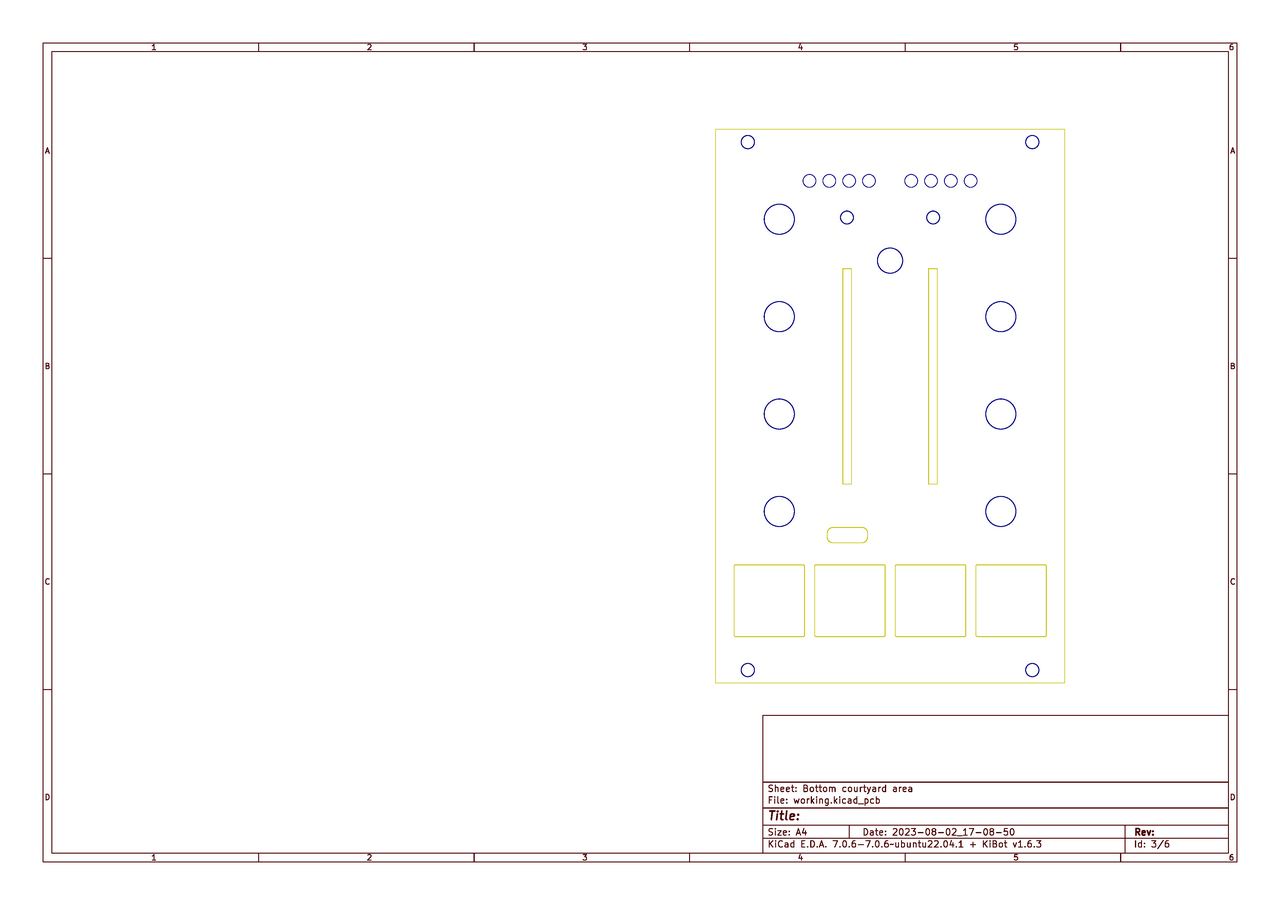 1 2 3 4 5 6
A A
B B
C C
D D
Sheet: Bottom courtyard area
File: working.kicad_pcb
Title:
Size: A4 Date: 2023-08-02_17-08-50 Rev:
KiCad E.D.A. 7.0.6-7.0.6~ubuntu22.04.1 + KiBot v1.6.3 Id: 3/6
1 2 3 4 5 6